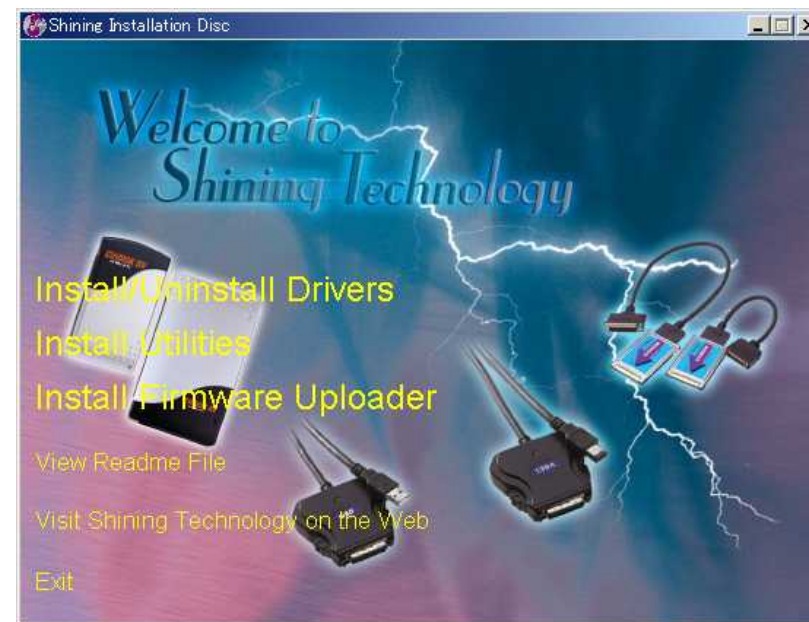 Shining Installation Disc
Welcome to
Shining Technology
Install/Uninstall Drivers
Install Utilities
Install Firmware Uploader
View Readme File
Visit Shining Technology on the Web
Exit